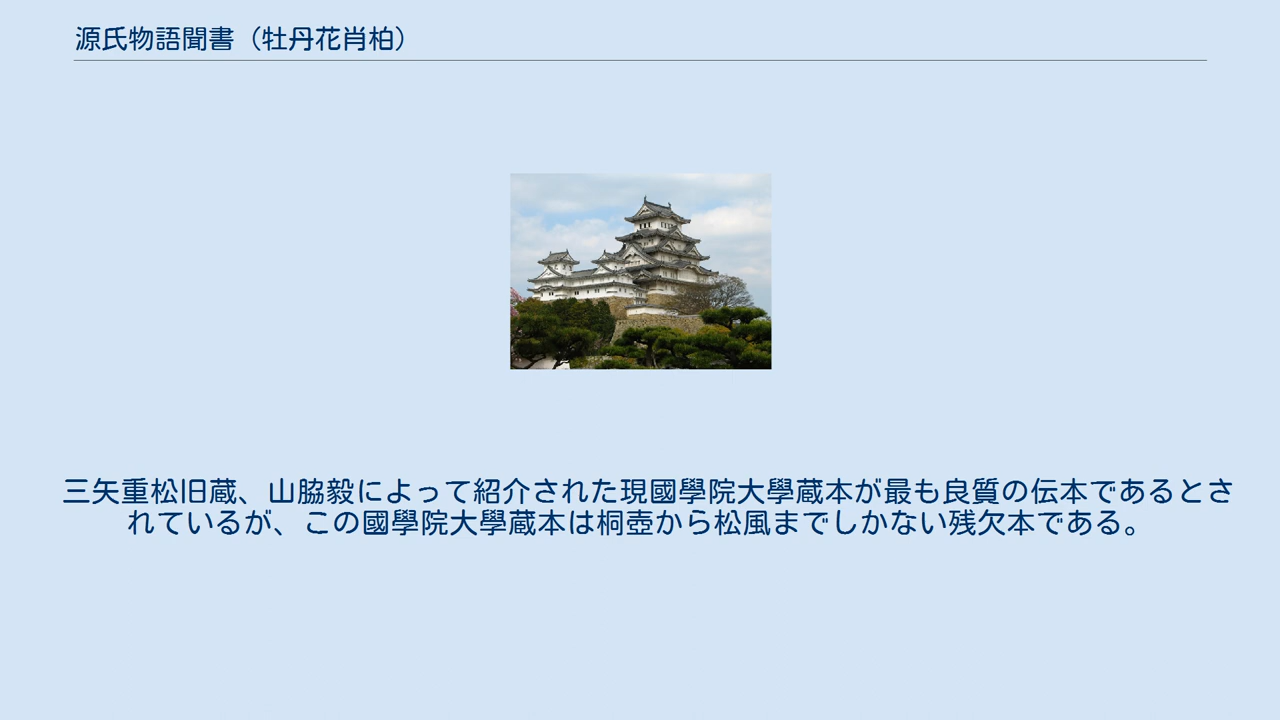 源氏物語聞書（牡丹花肖柏）
三矢重松旧蔵、山脇毅によって紹介された現國學院大學蔵本が最も良質の伝本であるとさ
れているが、この國學院大學蔵本は桐壺から松風までしかない残欠本である。